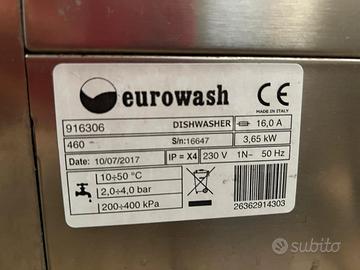 eurowash
CE
MADE IN ITALY
916306 DISHWASHER 16,0 A
460 S/n:16647 3,65 kW
Date: 10/07/2017 IP = X4 230 V 1N~ 50 Hz
10÷50 °C
2,0÷4,0 bar
200÷400 kPa
26362914303
subito